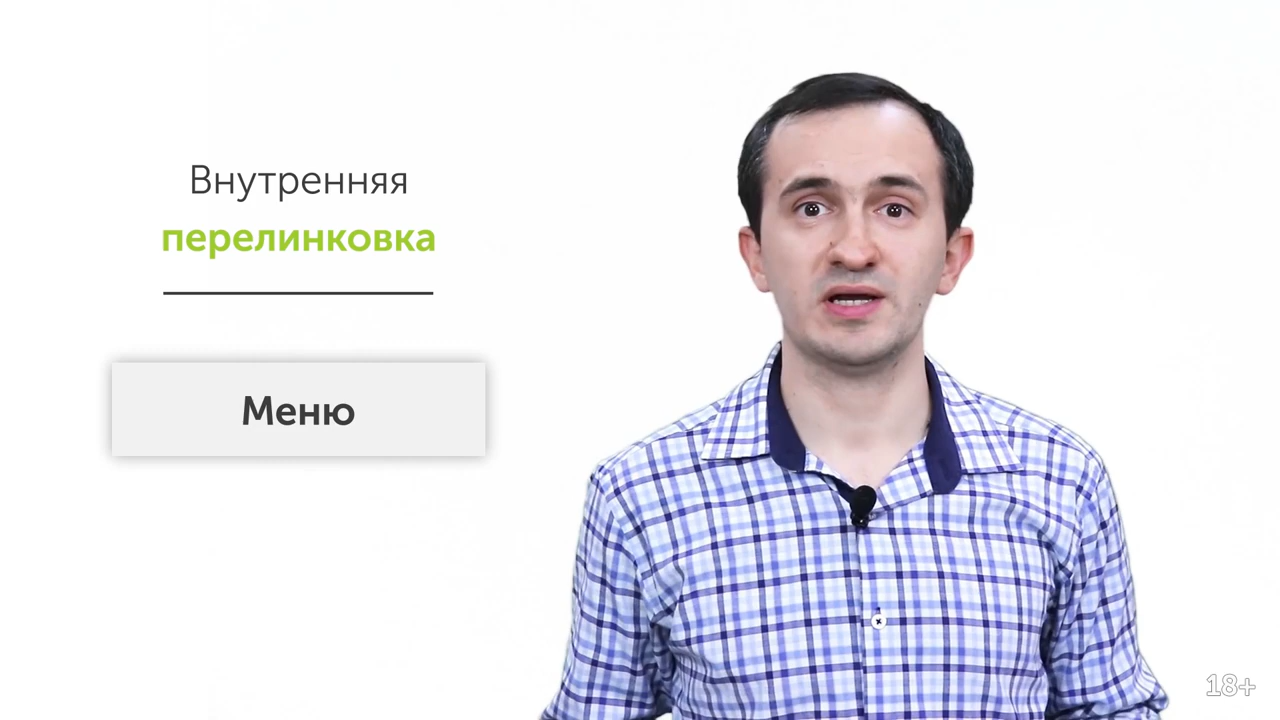 Внутренняя
перелинковка
Меню
18+